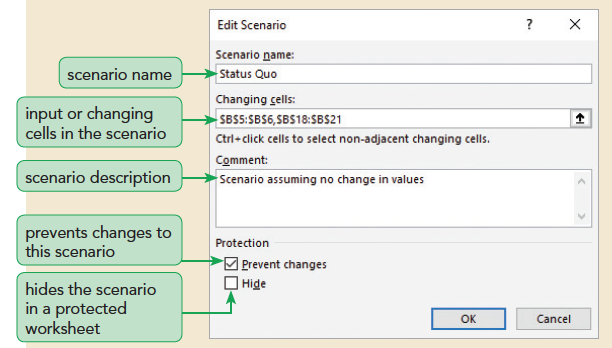 Edit Scenario
?
Scenario name:
scenario name
Status Quo
Changing cells:
input or changing
cells in the scenario
$B$5:$B$6,$B$18:$B$21
Ctrl+click cells to select non-adjacent changing cells.
Comment:
scenario description
Scenario assuming no change in values
prevents changes to
this scenario
Protection
Prevent changes
hides the scenario
in a protected
worksheet
Hide
OK
Cancel